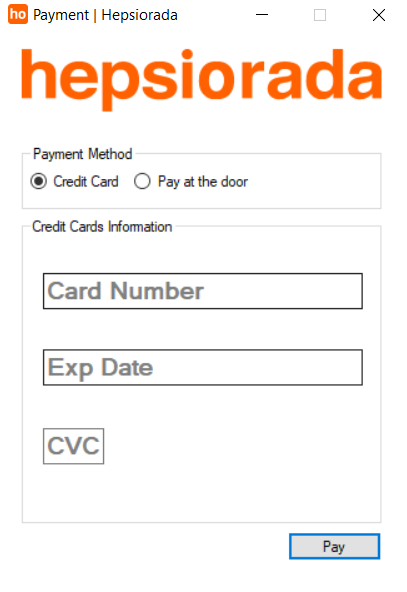 ho Payment | Hepsiorada
hepsiorada
Payment Method
Credit Card Pay at the door
Credit Cards Information
Card Number
Exp Date
CVC
Pay